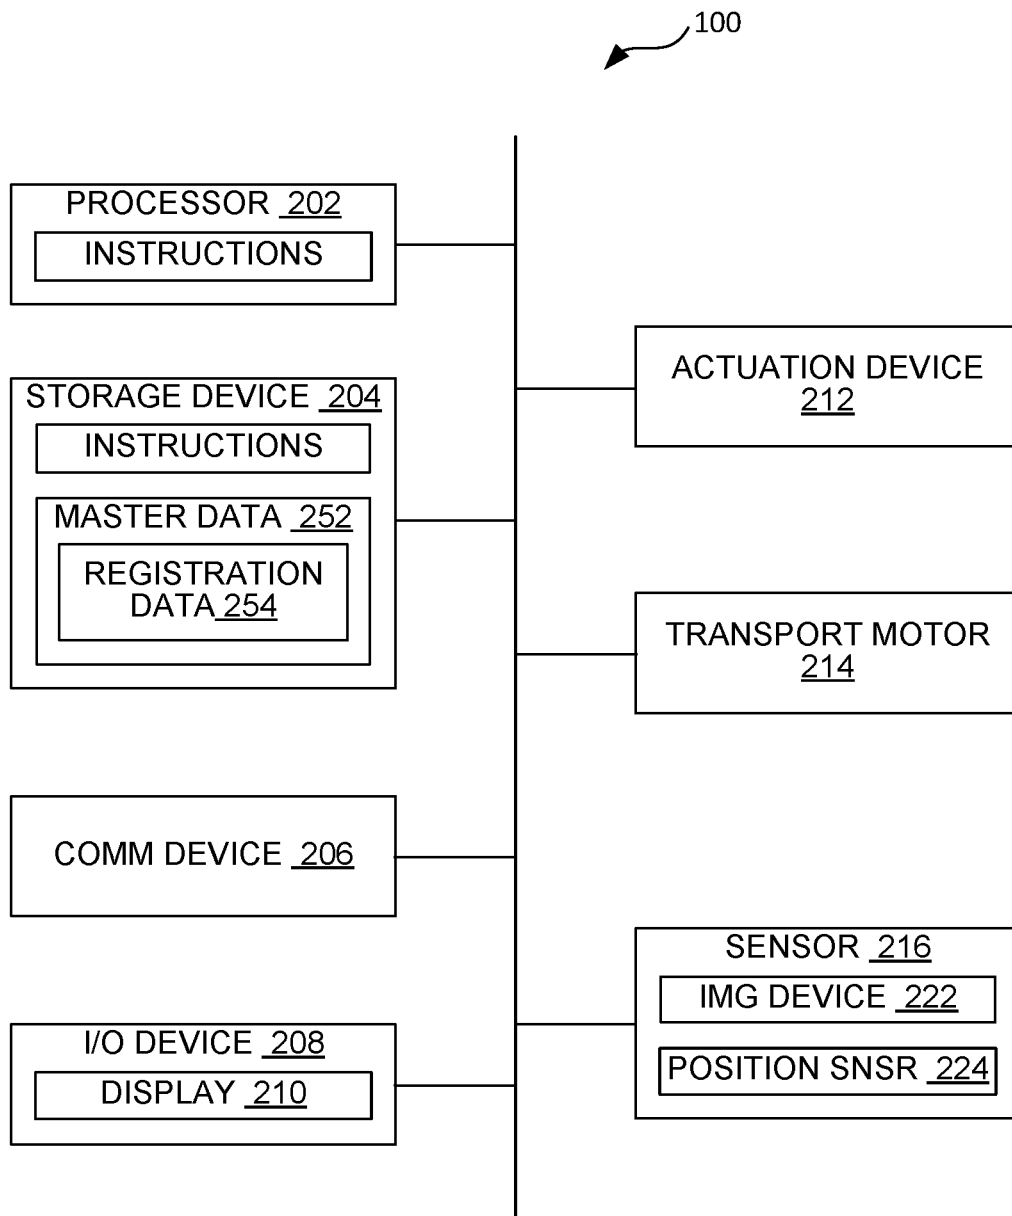 100
PROCESSOR 202
INSTRUCTIONS
STORAGE DEVICE 204
INSTRUCTIONS
MASTER DATA 252
REGISTRATION
DATA 254
COMM DEVICE 206
I/O DEVICE 208
DISPLAY 210
ACTUATION DEVICE
212
TRANSPORT MOTOR
214
SENSOR 216
IMG DEVICE 222
POSITION SNSR 224